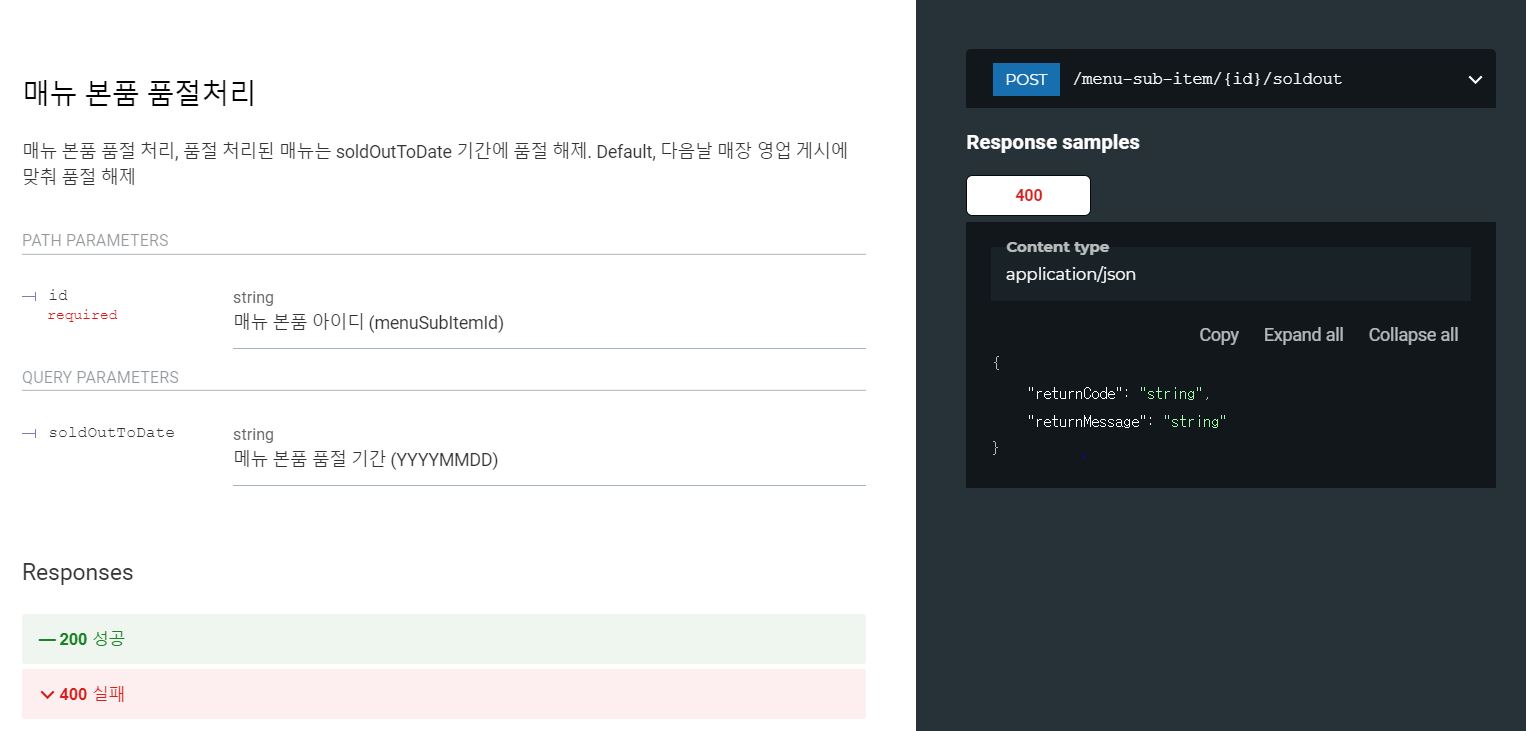 매뉴 본품 품절처리
매뉴 본품 품절 처리, 품절 처리된 매뉴는 soldOutToDate 기간에 품절 해제. Default, 다음날 매장 영업 게시에
맞춰 품절 해제
PATH PARAMETERS
id
required
string
매뉴 본품 아이디 (menuSubItemId)
QUERY PARAMETERS
soldOutToDate
string
메뉴 본품 품절 기간 (YYYYMMDD)
Responses
200 성공
400 실패
POST /menu-sub-item/{id}/soldout
Response samples
400
Content type
application/json
Copy Expand all Collapse all
{
"returnCode": "string",
"returnMessage": "string"
}